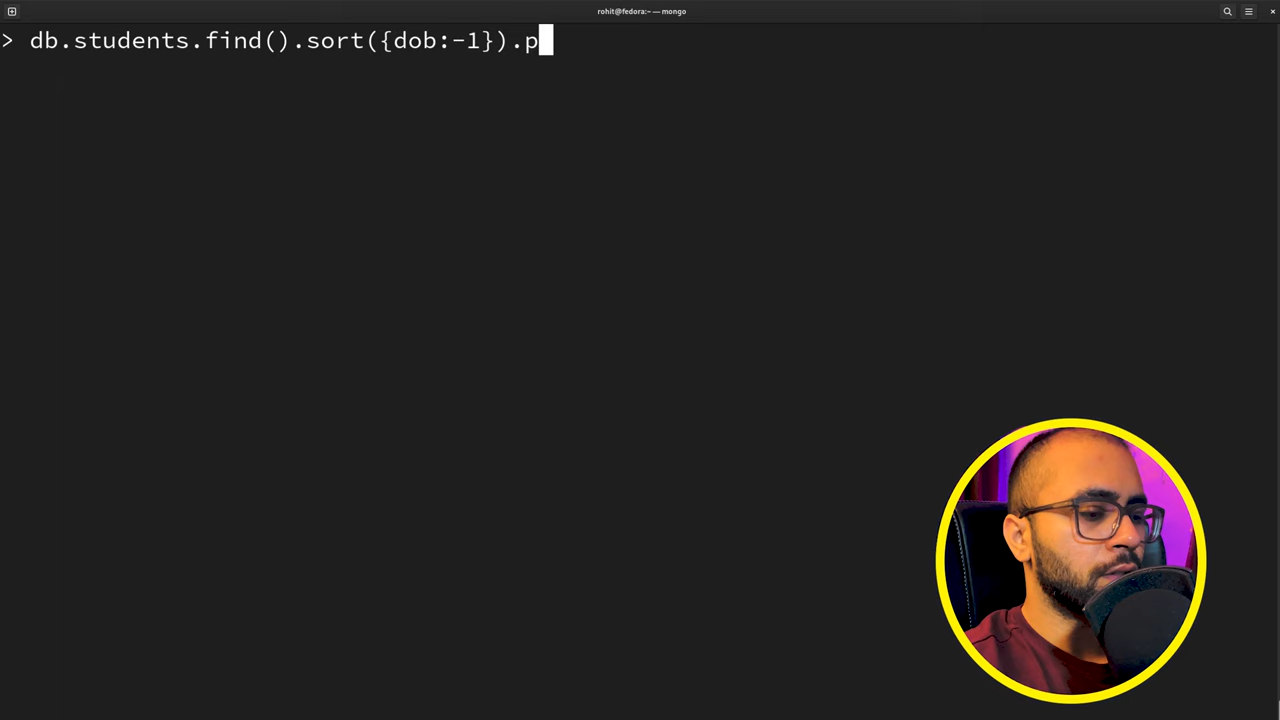 rohit@fedora:~ — mongo
> db.students.find().sort({dob:-1}).p